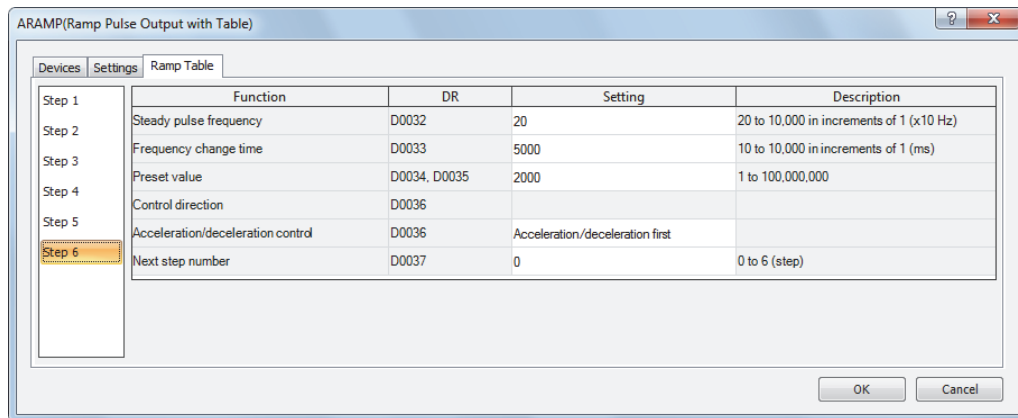 ARAMP(Ramp Pulse Output with Table)
Devices Settings Ramp Table
Step 1
Step 2
Step 3
Step 4
Step 5
Step 6
Function DR Setting Description
Steady pulse frequency D0032 20 20 to 10,000 in increments of 1 (x10 Hz)
Frequency change time D0033 5000 10 to 10,000 in increments of 1 (ms)
Preset value D0034, D0035 2000 1 to 100,000,000
Control direction D0036
Acceleration/deceleration control D0036 Acceleration/deceleration first
Next step number D0037 0 0 to 6 (step)
OK Cancel